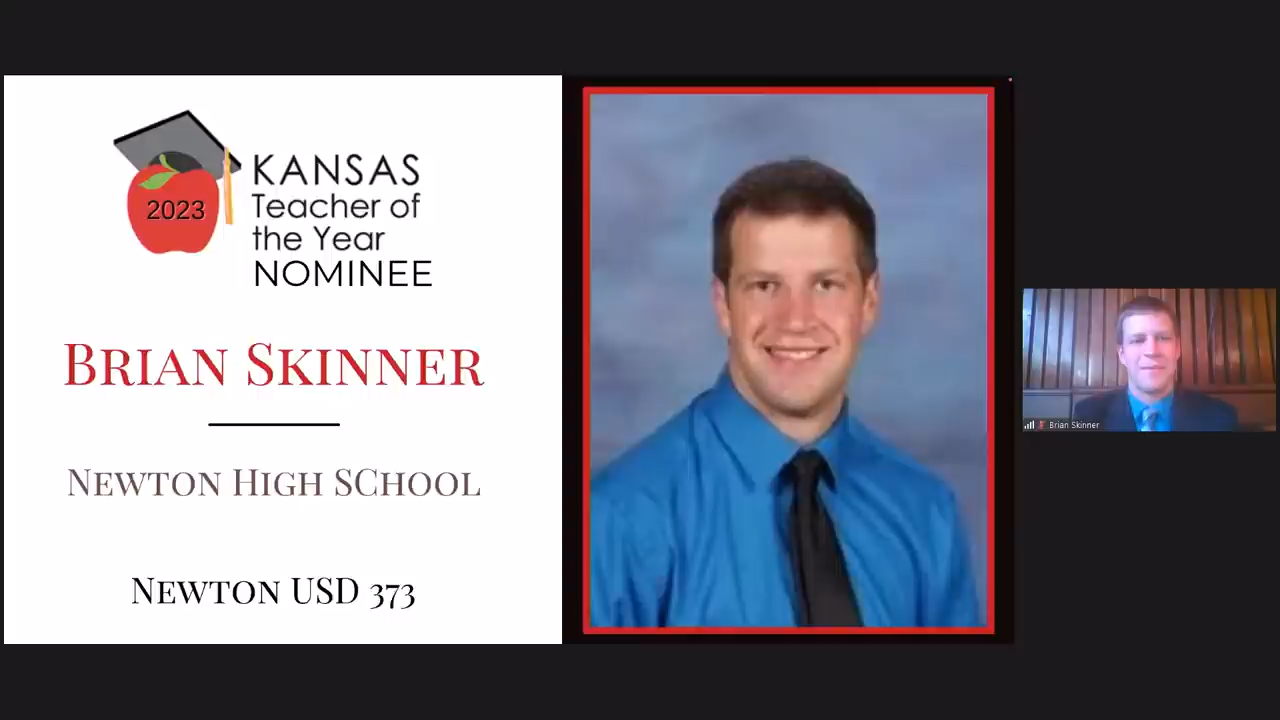 2023
KANSAS
Teacher of
the Year
NOMINEE
BRIAN SKINNER
NEWTON HIGH SCHOOL
NEWTON USD 373
Brian Skinner